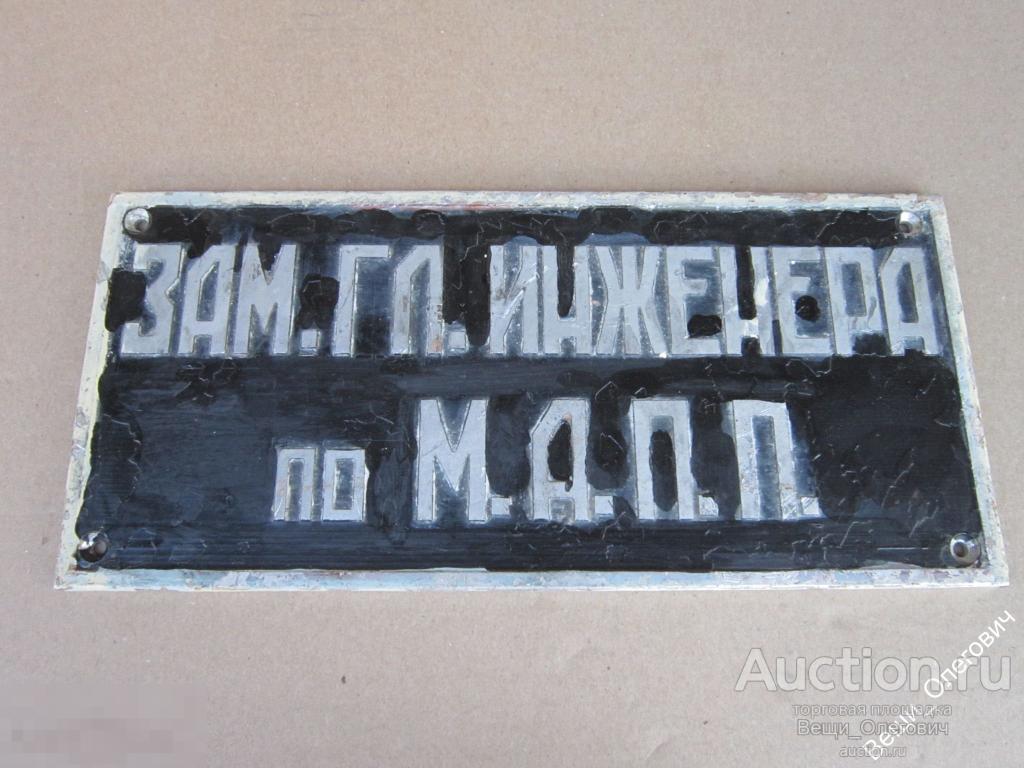 ЗАМ.ГЛ.ИНЖЕНЕРА
по М.А.П.П.
Auction.ru
торговая площадка
Вещи_Олегович
auction.ru
Вещи_Олегович